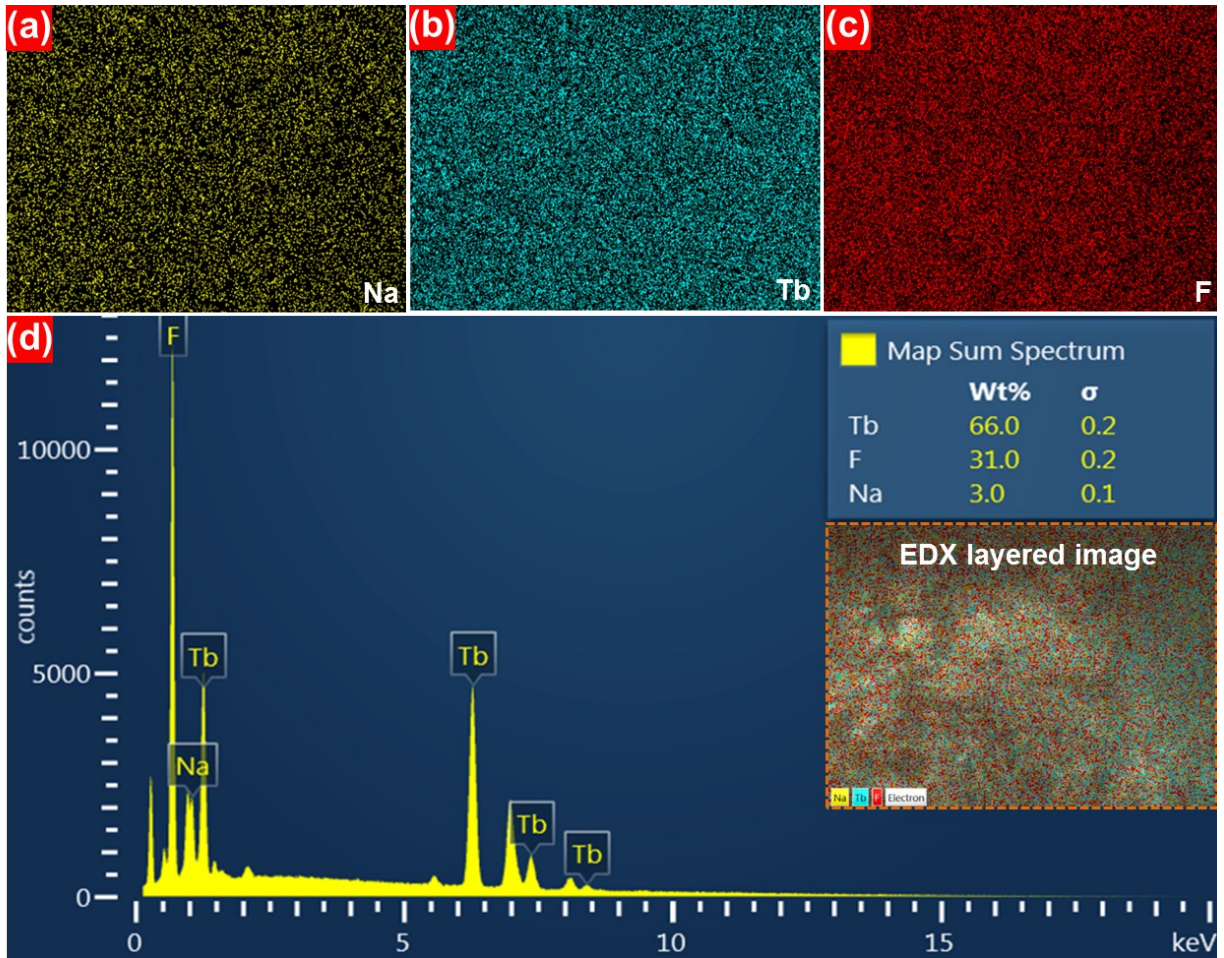 (a)
Na
(b)
Tb
(c)
F
(d)
counts
10000
5000
0
F
Tb
Na
Tb
Tb
Tb
0
5
10
15
keV
Map Sum Spectrum
Wt% σ
Tb 66.0 0.2
F 31.0 0.2
Na 3.0 0.1
EDX layered image
Na Tb F Electron